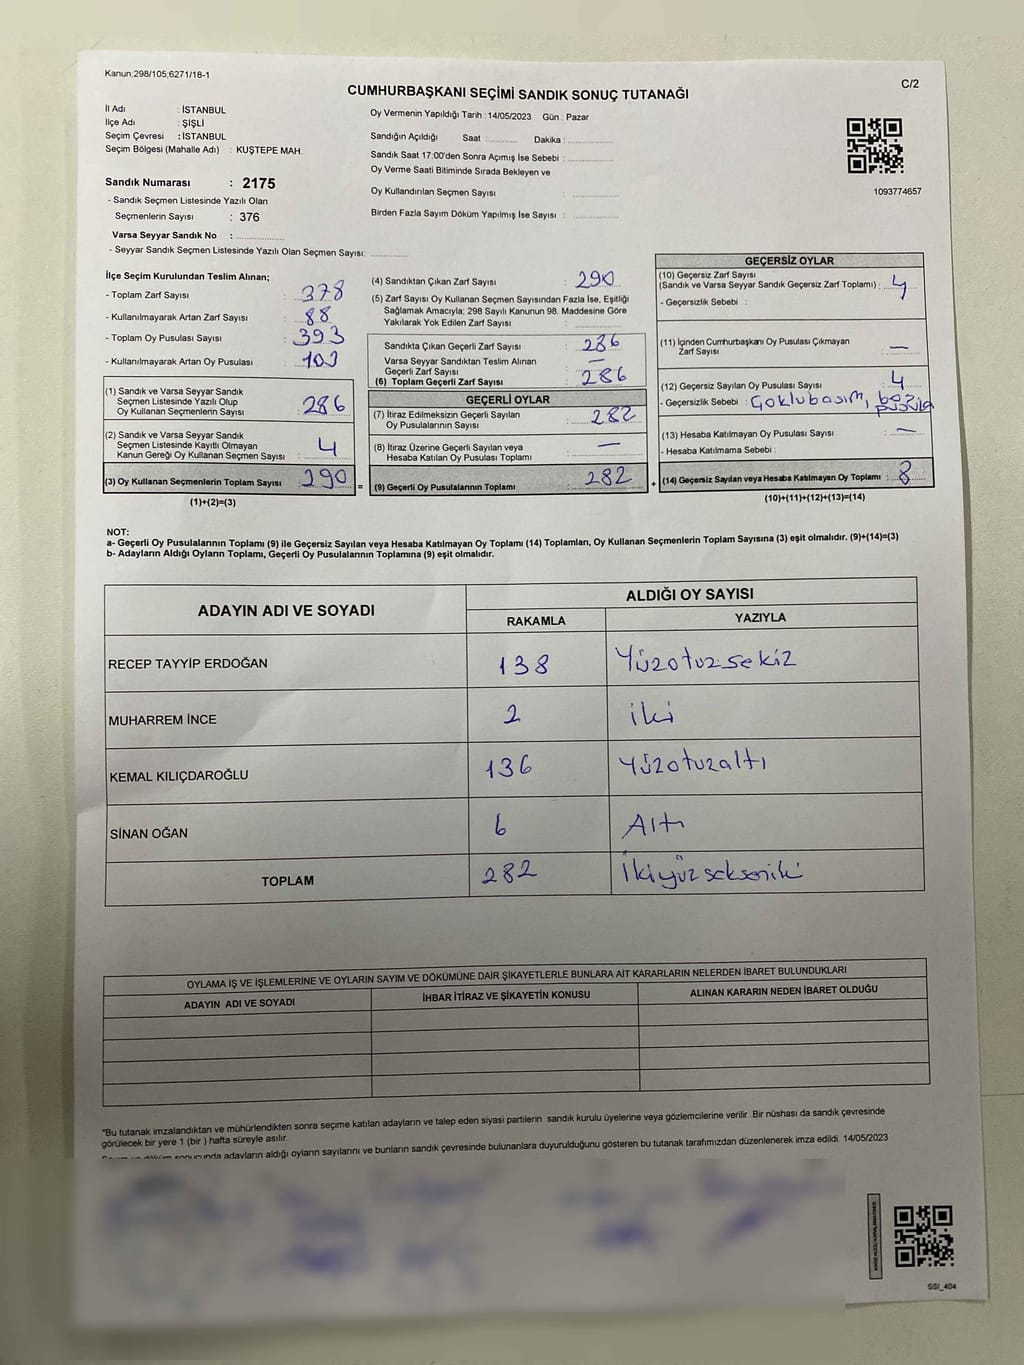 Kanun;298/105;6271/18-1
C/2
CUMHURBAŞKANI SEÇİMİ SANDIK SONUÇ TUTANAĞI
İl Adı : İSTANBUL
İlçe Adı : ŞİŞLİ
Seçim Çevresi : İSTANBUL
Seçim Bölgesi (Mahalle Adı) : KUŞTEPE MAH.
Sandık Numarası : 2175
- Sandık Seçmen Listesinde Yazılı Olan
Seçmenlerin Sayısı : 376
Varsa Seyyar Sandık No :
- Seyyar Sandık Seçmen Listesinde Yazılı Olan Seçmen Sayısı:
Oy Vermenin Yapıldığı Tarih : 14/05/2023 Gün : Pazar
Sandığın Açıldığı Saat : Dakika :
Sandık Saat 17:00'den Sonra Açımış İse Sebebi :
Oy Verme Saati Bitiminde Sırada Bekleyen ve
Oy Kullandırılan Seçmen Sayısı :
Birden Fazla Sayım Döküm Yapılmış İse Sayısı :
1093774657
İlçe Seçim Kurulundan Teslim Alınan;
- Toplam Zarf Sayısı : 378
- Kullanılmayarak Artan Zarf Sayısı : 88
- Toplam Oy Pusulası Sayısı : 393
- Kullanılmayarak Artan Oy Pusulası : 103
(1) Sandık ve Varsa Seyyar Sandık
Seçmen Listesinde Yazılı Olup
Oy Kullanan Seçmenlerin Sayısı : 286
(2) Sandık ve Varsa Seyyar Sandık
Seçmen Listesinde Kayıtlı Olmayan
Kanun Gereği Oy Kullanan Seçmen Sayısı : 4
(3) Oy Kullanan Seçmenlerin Toplam Sayısı : 290
(1)+(2)=(3)
(4) Sandıktan Çıkan Zarf Sayısı : 290
(5) Zarf Sayısı Oy Kullanan Seçmen Sayısından Fazla İse, Eşitliği
Sağlamak Amacıyla; 298 Sayılı Kanunun 98. Maddesine Göre
Yakılarak Yok Edilen Zarf Sayısı :
Sandıkta Çıkan Geçerli Zarf Sayısı : 286
Varsa Seyyar Sandıktan Teslim Alınan
Geçerli Zarf Sayısı : —
(6) Toplam Geçerli Zarf Sayısı : 286
GEÇERLİ OYLAR
(7) İtiraz Edilmeksizin Geçerli Sayılan
Oy Pusulalarının Sayısı : 282
(8) İtiraz Üzerine Geçerli Sayılan veya
Hesaba Katılan Oy Pusulası Toplamı : —
= (9) Geçerli Oy Pusulalarının Toplamı : 282
GEÇERSİZ OYLAR
(10) Geçersiz Zarf Sayısı
(Sandık ve Varsa Seyyar Sandık Geçersiz Zarf Toplamı) : 4
- Geçersizlik Sebebi :
(11) İçinden Cumhurbaşkanı Oy Pusulası Çıkmayan
Zarf Sayısı : —
(12) Geçersiz Sayılan Oy Pusulası Sayısı : 4
- Geçersizlik Sebebi : Çoklubasım,
(13) Hesaba Katılmayan Oy Pusulası Sayısı : —
- Hesaba Katılmama Sebebi :
+ (14) Geçersiz Sayılan veya Hesaba Katılmayan Oy Toplamı : 8
(10)+(11)+(12)+(13)=(14)
NOT:
a- Geçerli Oy Pusulalarının Toplamı (9) ile Geçersiz Sayılan veya Hesaba Katılmayan Oy Toplamı (14) Toplamları, Oy Kullanan Seçmenlerin Toplam Sayısına (3) eşit olmalıdır. (9)+(14)=(3)
b- Adayların Aldığı Oyların Toplamı, Geçerli Oy Pusulalarının Toplamına (9) eşit olmalıdır.
ADAYIN ADI VE SOYADI
ALDIĞI OY SAYISI
RAKAMLA YAZIYLA
RECEP TAYYİP ERDOĞAN 138 Yüzotuzsekiz
MUHARREM İNCE 2 iki
KEMAL KILIÇDAROĞLU 136 Yüzotuzaltı
SİNAN OĞAN 6 Altı
TOPLAM 282 İkiyüzsekseniki
OYLAMA İŞ VE İŞLEMLERİNE VE OYLARIN SAYIM VE DÖKÜMÜNE DAİR ŞİKAYETLERLE BUNLARA AİT KARARLARIN NELERDEN İBARET BULUNDUKLARI
ADAYIN ADI VE SOYADI İHBAR İTİRAZ VE ŞİKAYETİN KONUSU ALINAN KARARIN NEDEN İBARET OLDUĞU
*Bu tutanak imzalandıktan ve mühürlendikten sonra seçime katılan adayların ve talep eden siyasi partilerin sandık kurulu üyelerine veya gözlemcilerine verilir. Bir nüshası da sandık çevresinde
görülecek bir yere 1 (bir ) hafta süreyle asılır.
sonucunda adayların aldığı oyların sayılarını ve bunların sandık çevresinde bulunanlara duyurulduğunu gösteren bu tutanak tarafımızdan düzenlenerek imza edildi. 14/05/2023
SSI_404